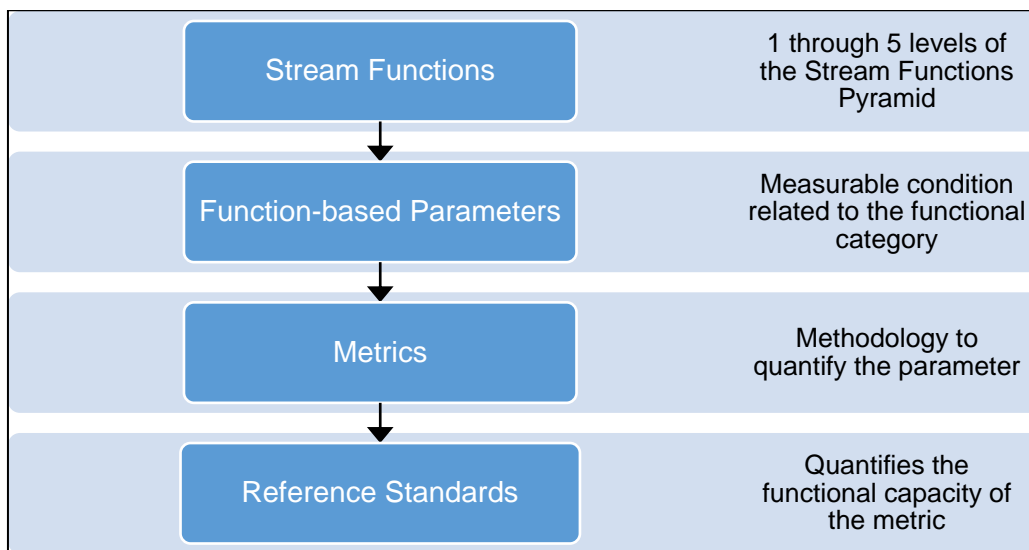 Stream Functions
1 through 5 levels of
the Stream Functions
Pyramid
Function-based Parameters
Measurable condition
related to the functional
category
Metrics
Methodology to
quantify the parameter
Reference Standards
Quantifies the
functional capacity of
the metric